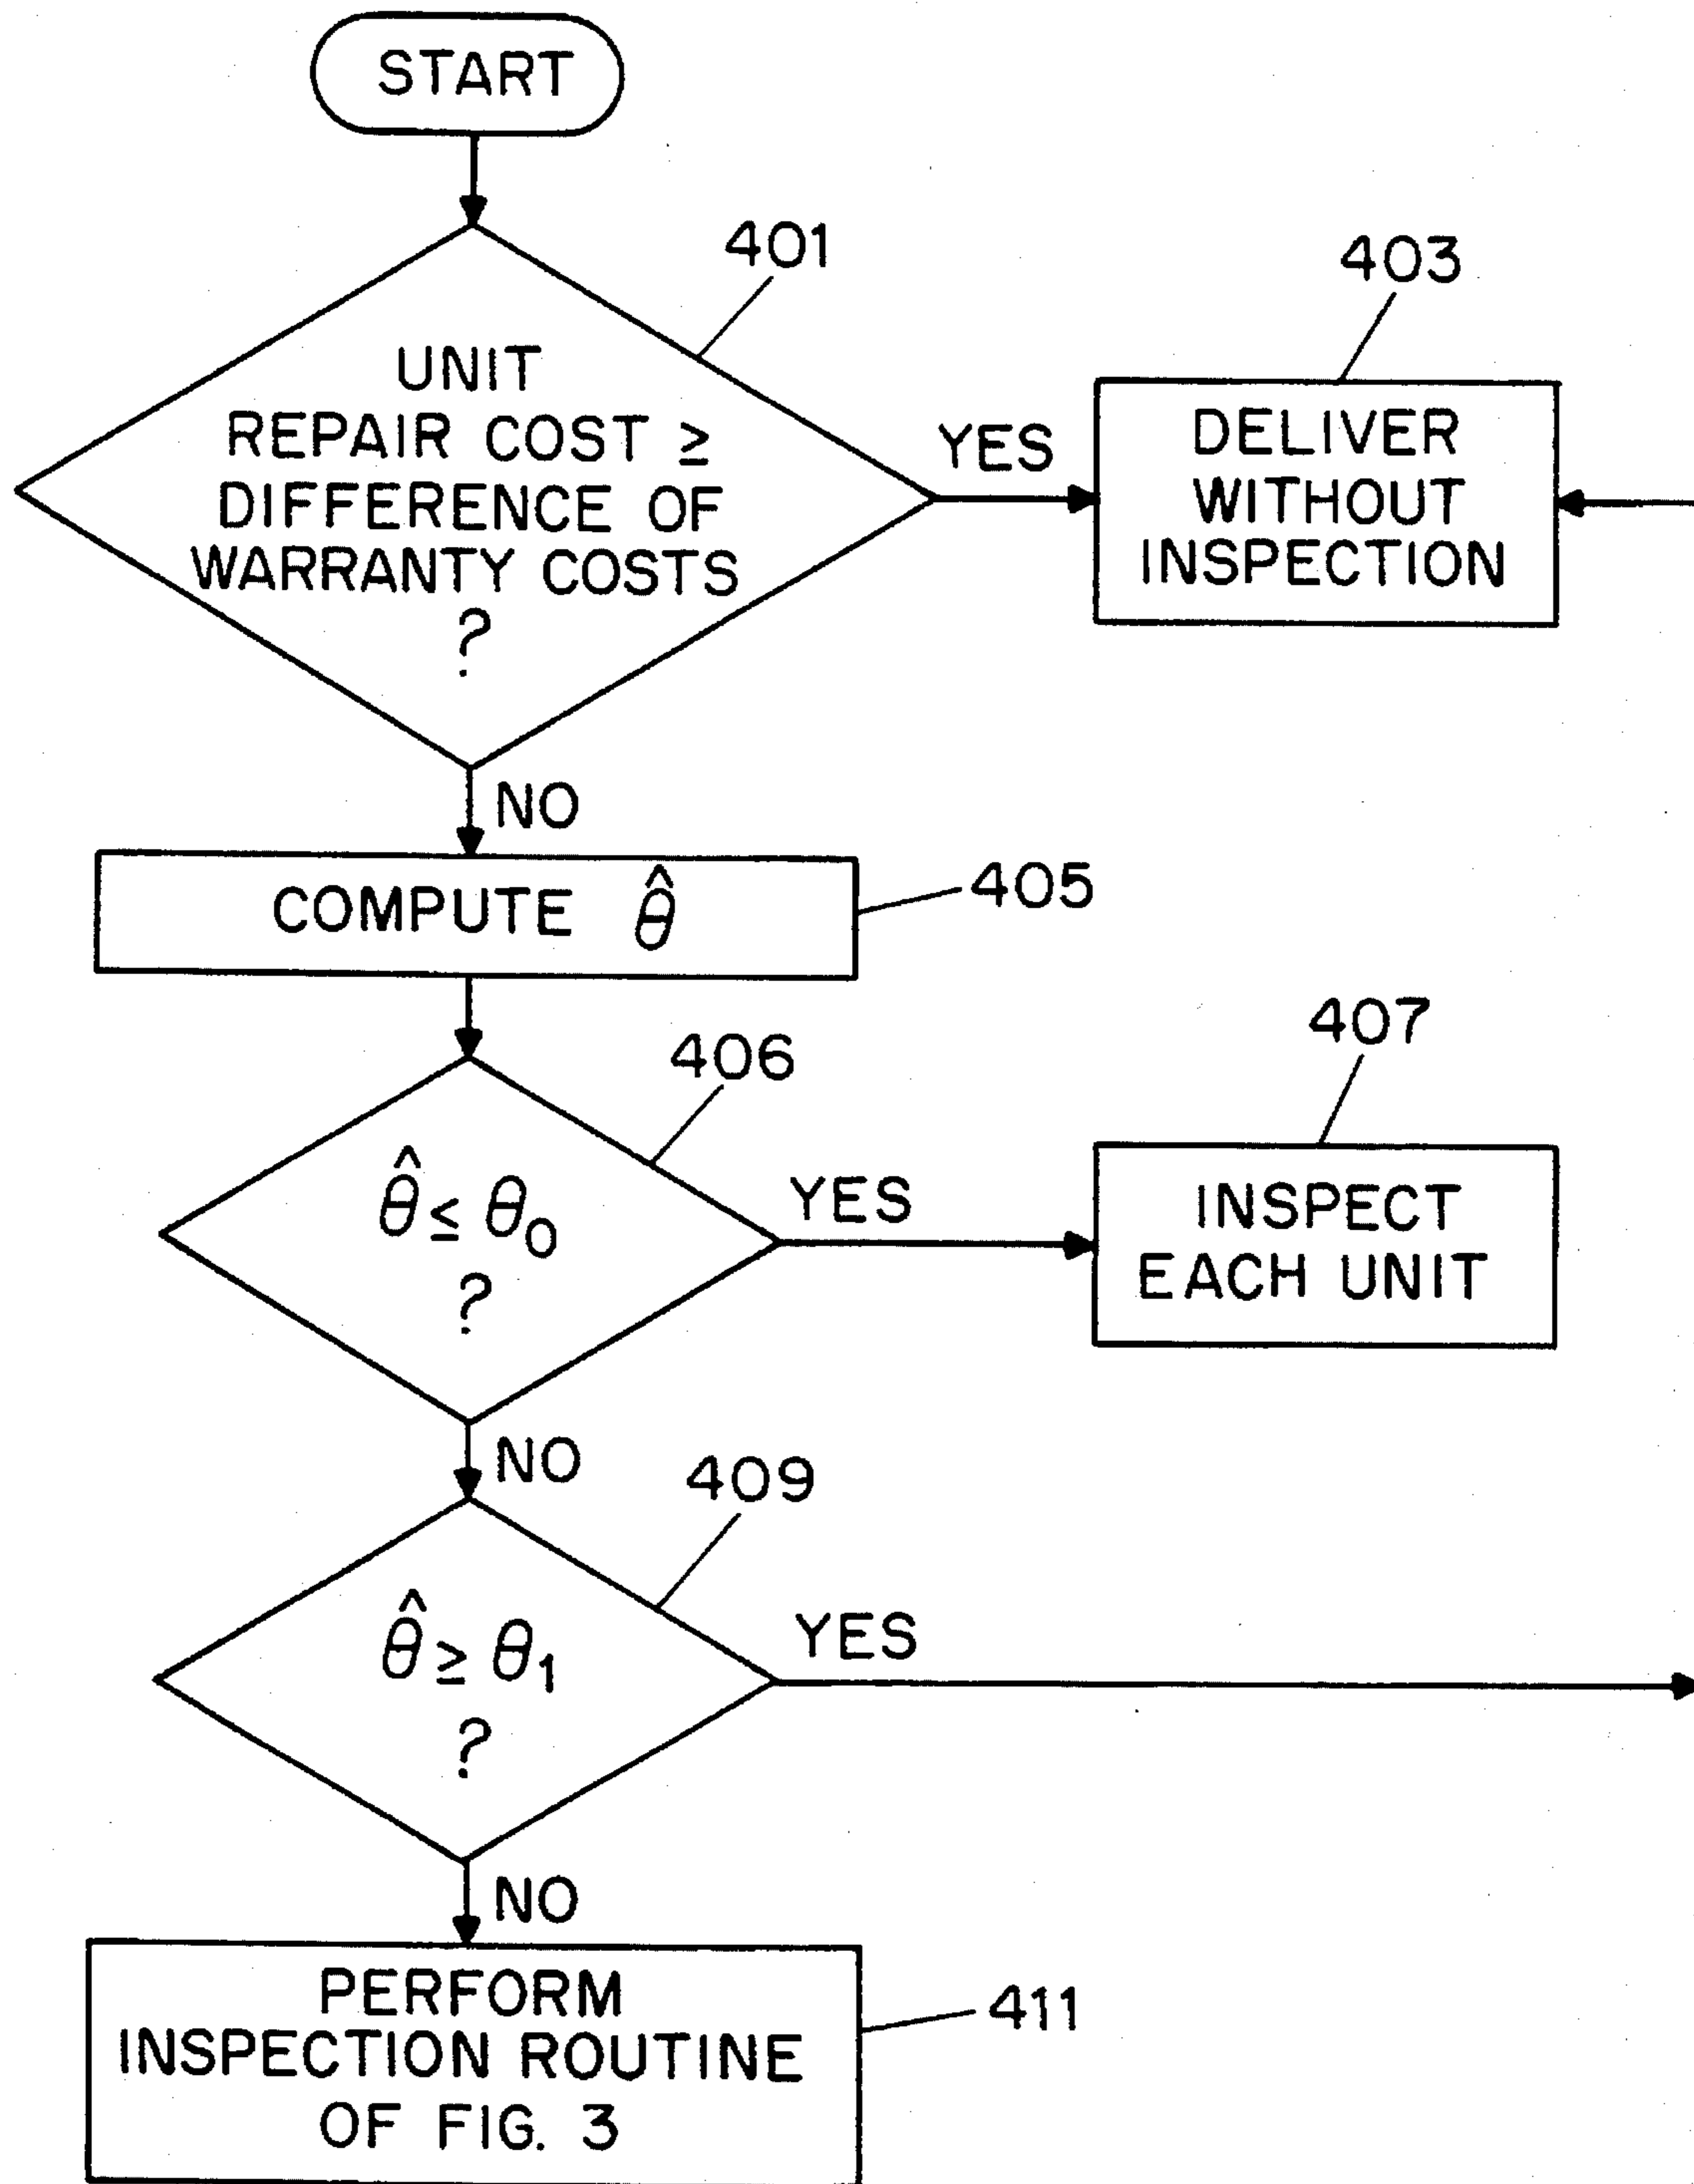 START
401
UNIT
REPAIR COST ≥
DIFFERENCE OF
WARRANTY COSTS
?
YES
403
DELIVER
WITHOUT
INSPECTION
NO
COMPUTE θ̂
405
406
θ̂ ≤ θ₀
?
YES
407
INSPECT
EACH UNIT
NO
409
θ̂ ≥ θ₁
?
YES
NO
PERFORM
INSPECTION ROUTINE
OF FIG. 3
411